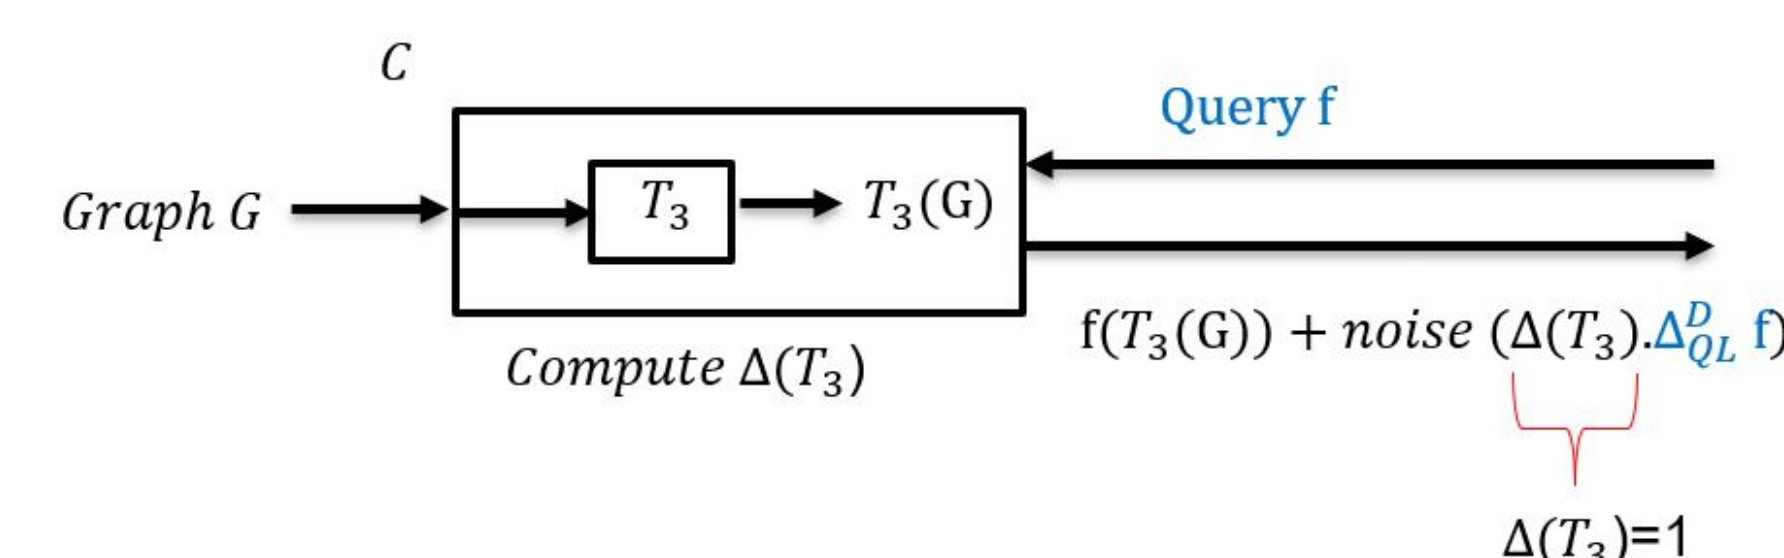 C
Query f
Graph G
T₃
T₃(G)
f(T₃(G)) + noise (Δ(T₃).Δ^D_QL f)
Compute Δ(T₃)
Δ(T₃)=1